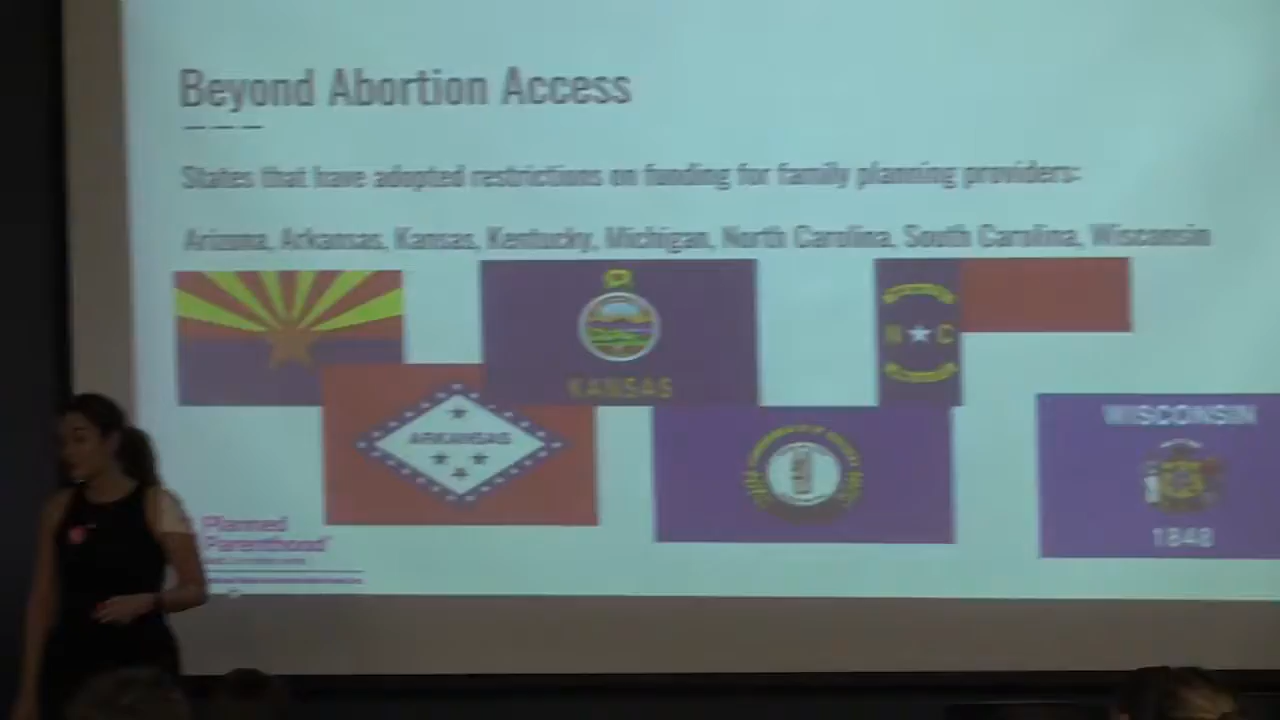 Beyond Abortion Access
States that have adopted restrictions on funding for family planning providers:
Arizona, Arkansas, Kansas, Kentucky, Michigan, North Carolina, South Carolina, Wisconsin
KANSAS
N C
ARKANSAS
WISCONSIN
1848
Planned
Parenthood